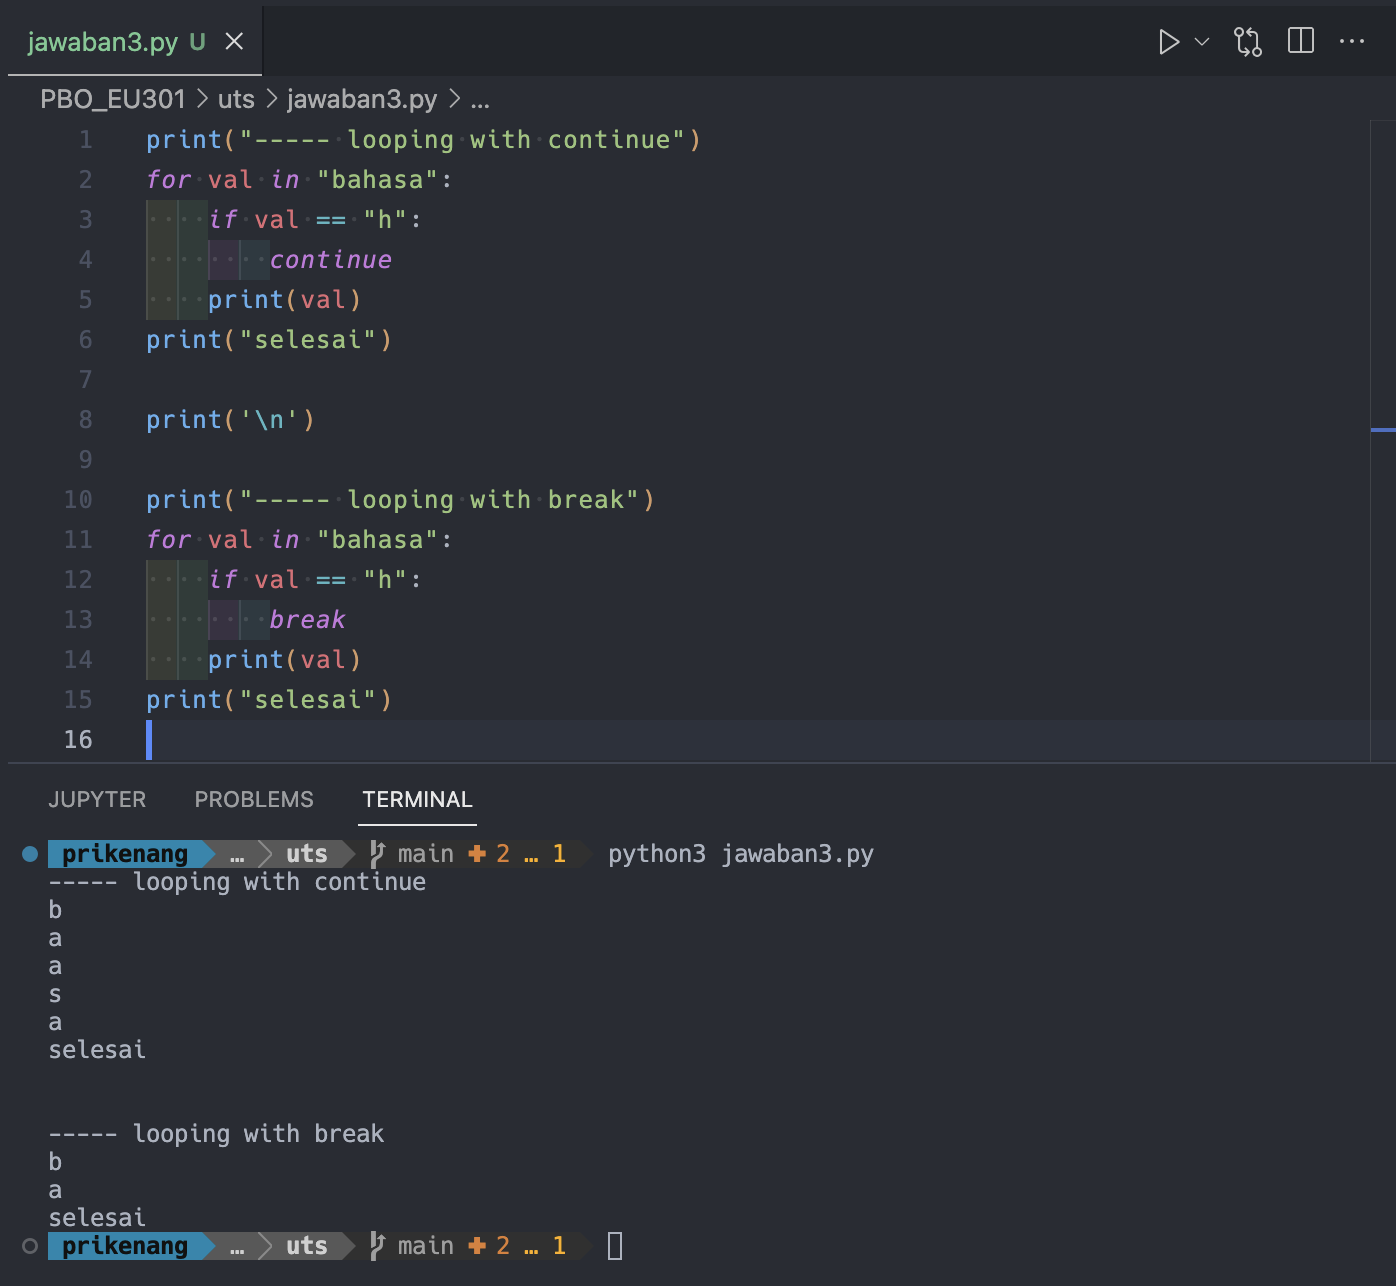 jawaban3.py U
PBO_EU301 > uts > jawaban3.py > ...
1 print("----- looping with continue")
2 for val in "bahasa":
3     if val == "h":
4         continue
5     print(val)
6 print("selesai")
7
8 print('\n')
9
10 print("----- looping with break")
11 for val in "bahasa":
12     if val == "h":
13         break
14     print(val)
15 print("selesai")
16
JUPYTER PROBLEMS TERMINAL
prikenang … uts main ✚ 2 … 1 python3 jawaban3.py
----- looping with continue
b
a
a
s
a
selesai
----- looping with break
b
a
selesai
prikenang … uts main ✚ 2 … 1